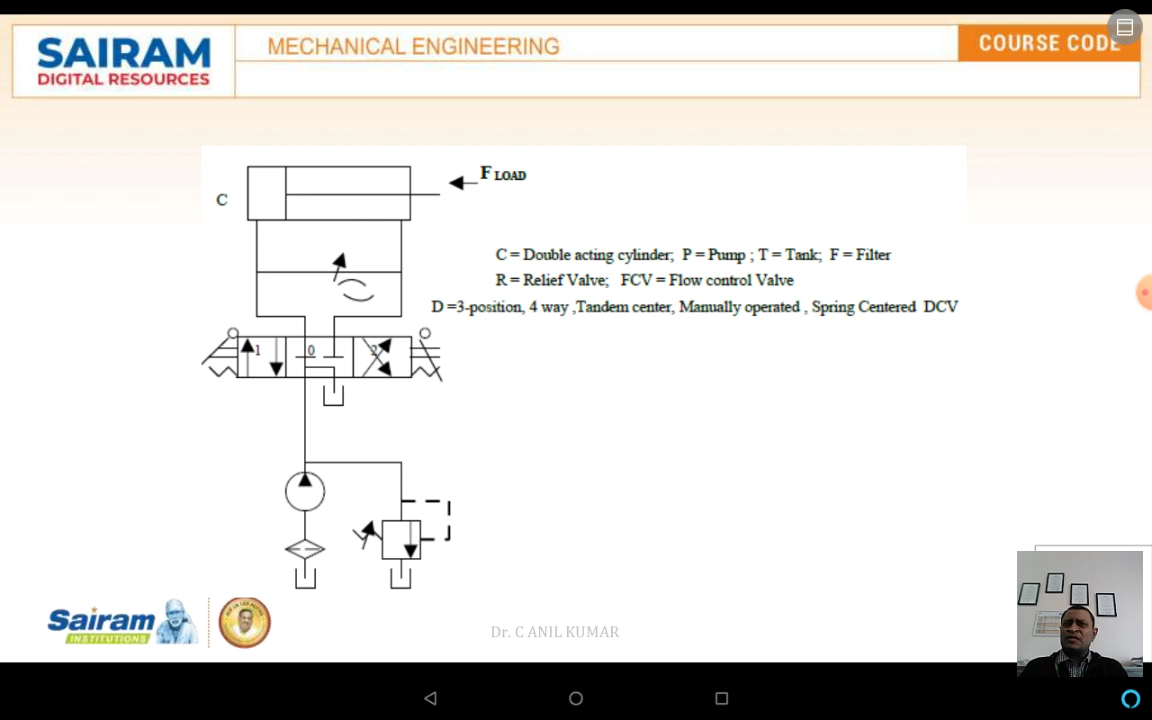 SAIRAM
DIGITAL RESOURCES
MECHANICAL ENGINEERING
COURSE CODE
F LOAD
C
C = Double acting cylinder; P = Pump ; T = Tank; F = Filter
R = Relief Valve; FCV = Flow control Valve
D =3-position, 4 way ,Tandem center, Manually operated , Spring Centered DCV
1 0 2
Sairam
INSTITUTIONS
Dr. C ANIL KUMAR